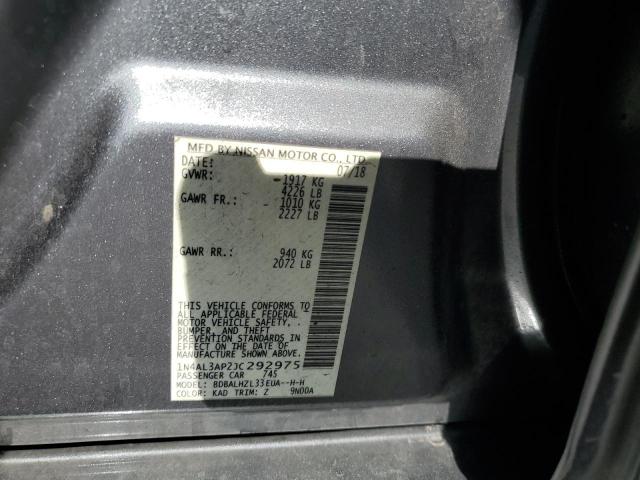 MFD BY NISSAN MOTOR CO., LTD.
DATE: 07/18
GVWR: 1917 KG
4226 LB
GAWR FR.: 1010 KG
2227 LB
GAWR RR.: 940 KG
2072 LB
THIS VEHICLE CONFORMS TO
ALL APPLICABLE FEDERAL
MOTOR VEHICLE SAFETY,
BUMPER, AND THEFT
PREVENTION STANDARDS IN
EFFECT ON THE DATE OF
MANUFACTURE SHOWN ABOVE.
1N4AL3AP2JC292975
PASSENGER CAR 745
MODEL: BDBALHZL33EUA--H-H
COLOR: KAD TRIM: Z 9N00A